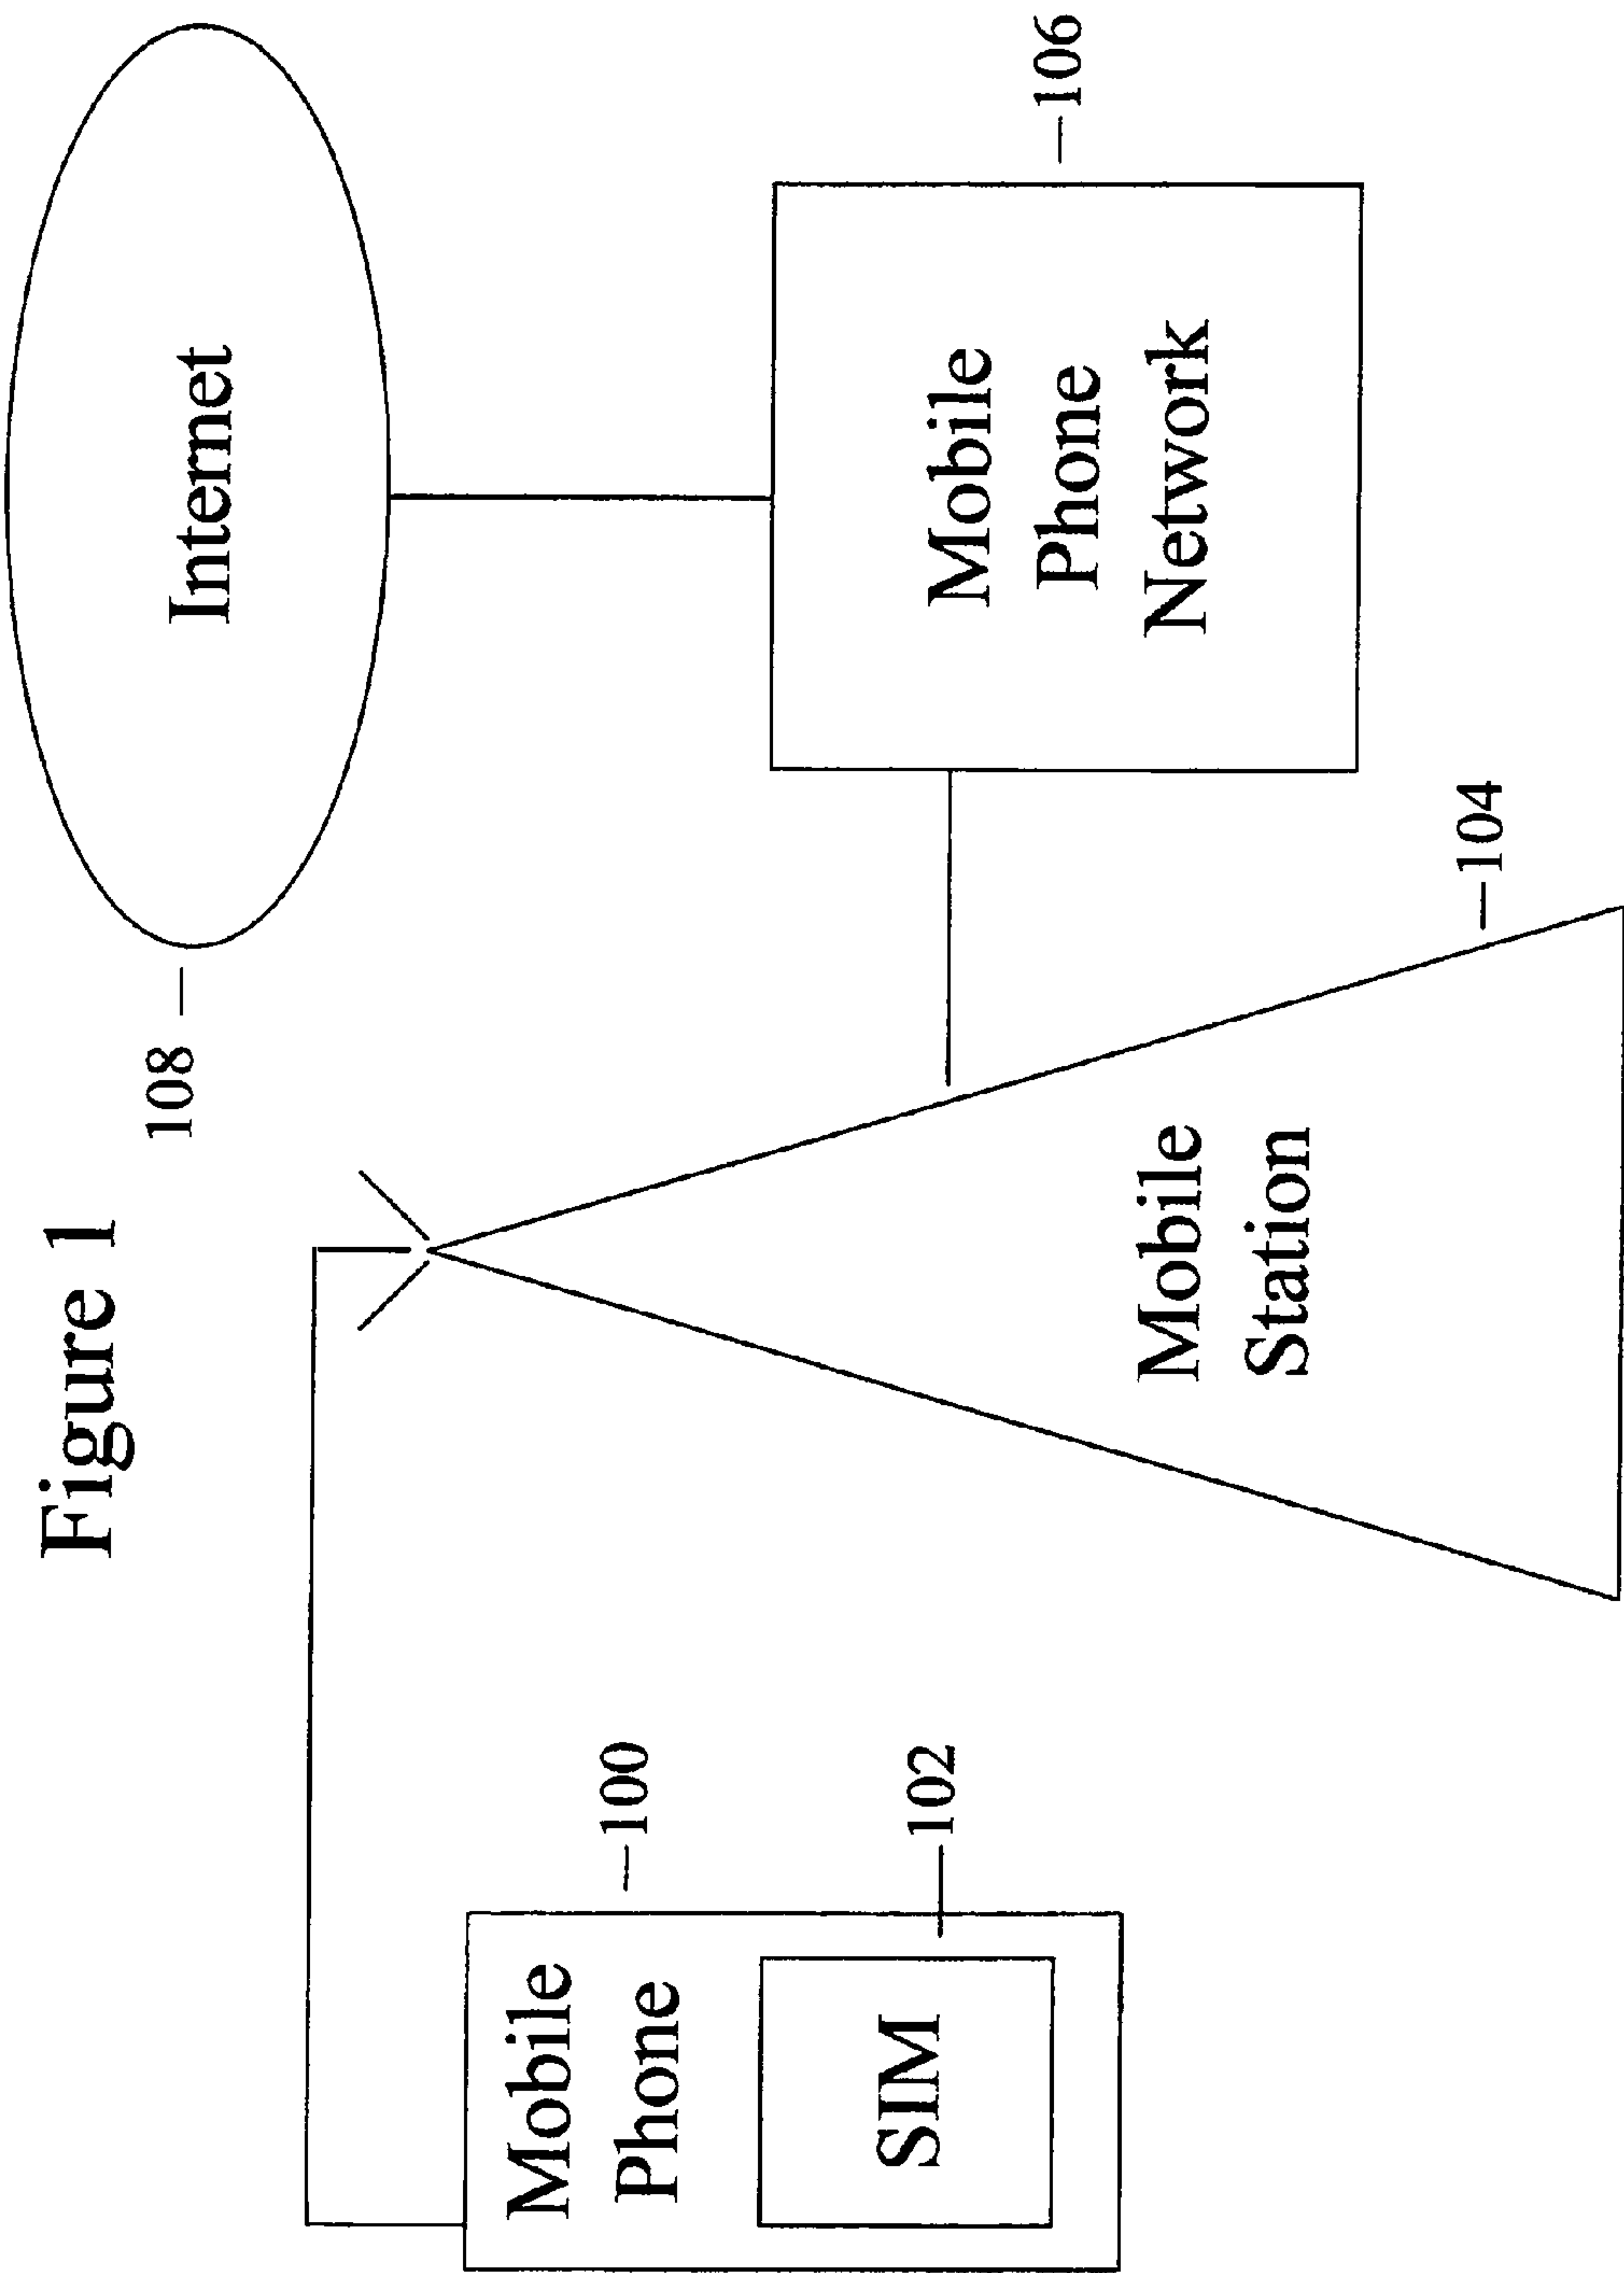 Figure 1
108
Internet
Mobile
Phone
100
SIM
102
Mobile
Station
104
Mobile
Phone
Network
106